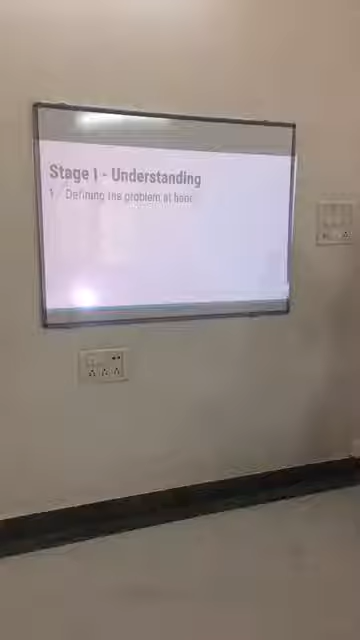 Stage I - Understanding
1 Defining the problem at hand